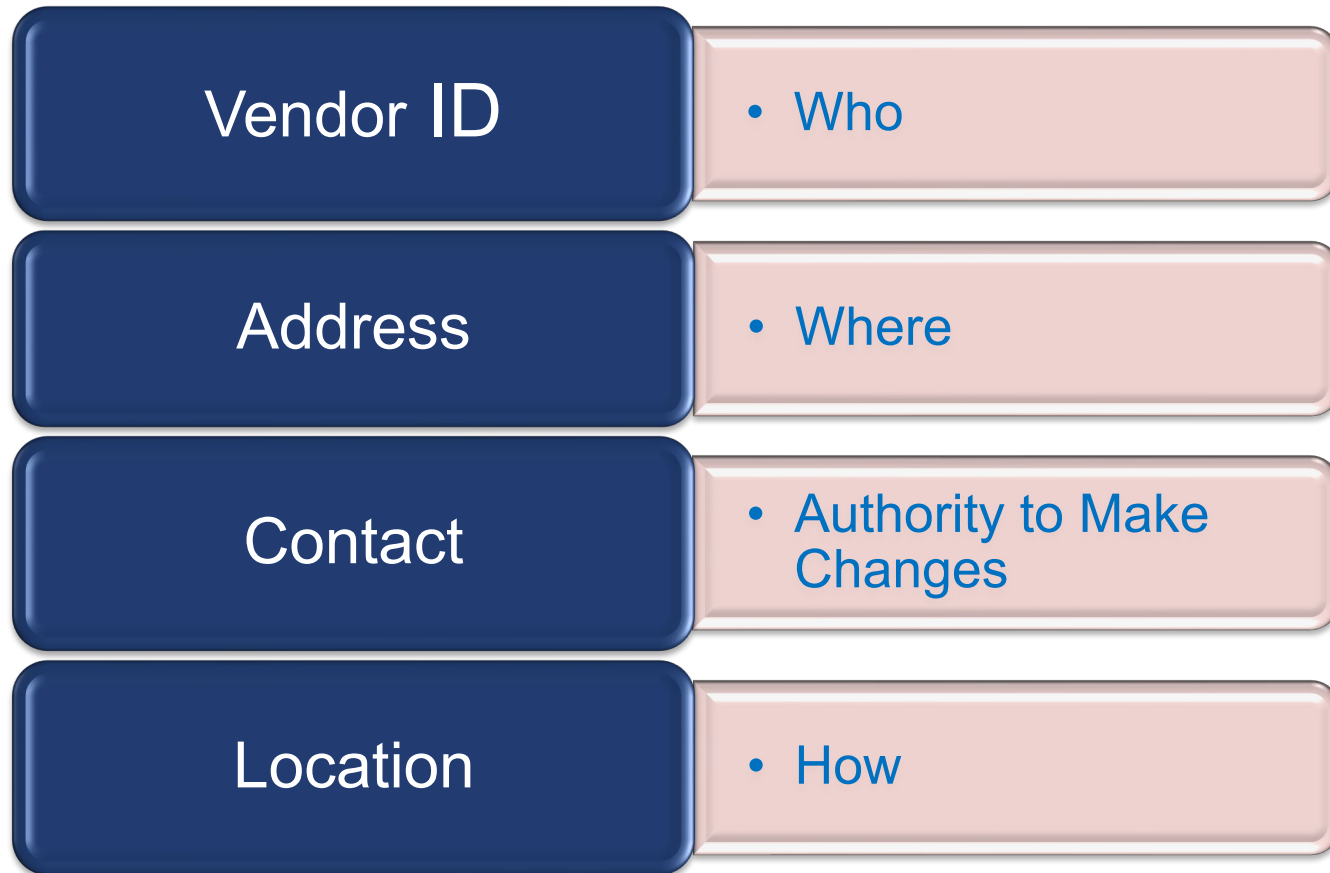 Vendor ID
• Who
Address
• Where
Contact
• Authority to Make
Changes
Location
• How